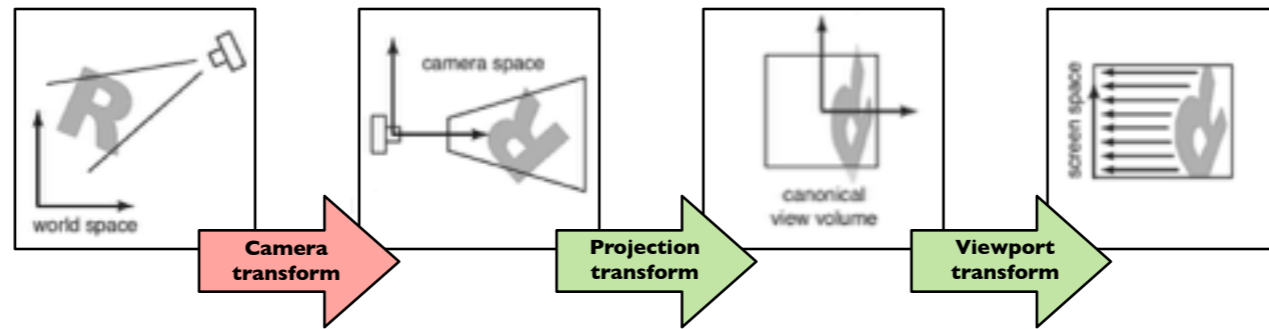 world space
Camera
transform
camera space
Projection
transform
canonical
view volume
Viewport
transform
screen space